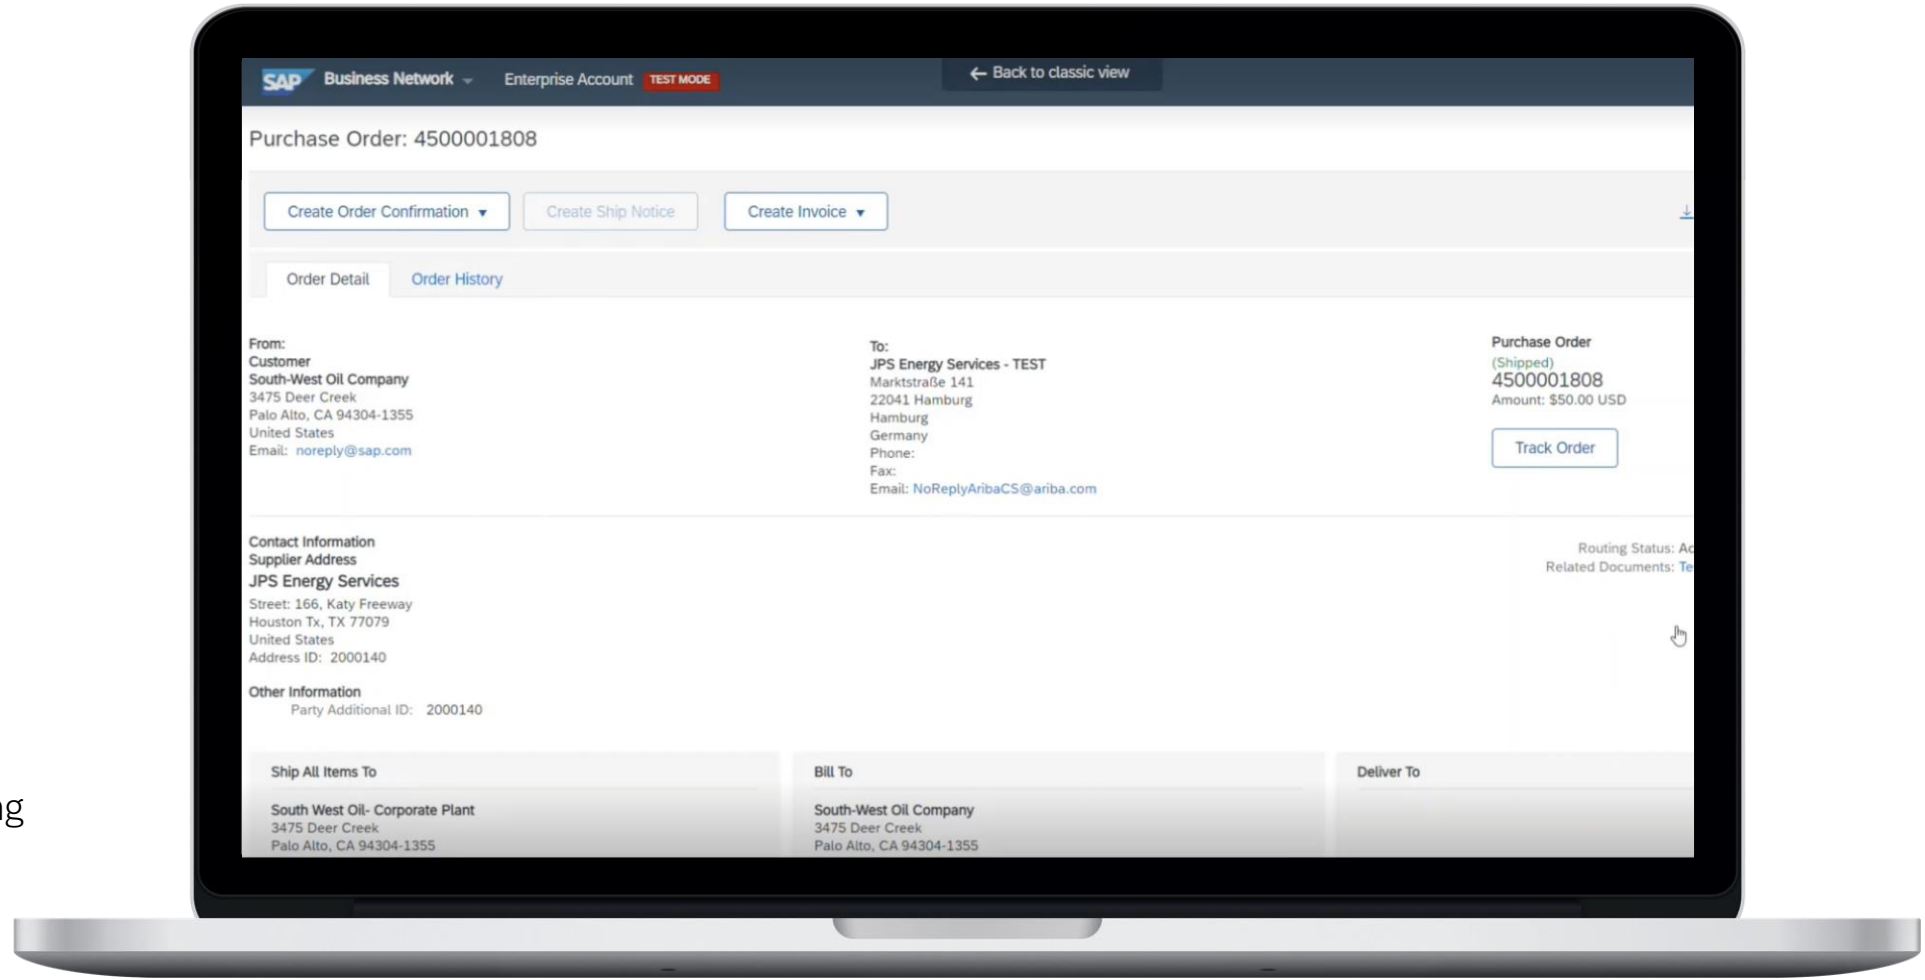 SAP Business Network Enterprise Account TEST MODE ← Back to classic view
Purchase Order: 4500001808
Create Order Confirmation ▼ Create Ship Notice Create Invoice ▼
Order Detail Order History
From:
Customer
South-West Oil Company
3475 Deer Creek
Palo Alto, CA 94304-1355
United States
Email: noreply@sap.com
To:
JPS Energy Services - TEST
Marktstraße 141
22041 Hamburg
Hamburg
Germany
Phone:
Fax:
Email: NoReplyAribaCS@ariba.com
Purchase Order
(Shipped)
4500001808
Amount: $50.00 USD
Track Order
Contact Information
Supplier Address
JPS Energy Services
Street: 166, Katy Freeway
Houston Tx, TX 77079
United States
Address ID: 2000140
Routing Status:
Related Documents:
Other Information
Party Additional ID: 2000140
Ship All Items To
South West Oil- Corporate Plant
3475 Deer Creek
Palo Alto, CA 94304-1355
Bill To
South-West Oil Company
3475 Deer Creek
Palo Alto, CA 94304-1355
Deliver To